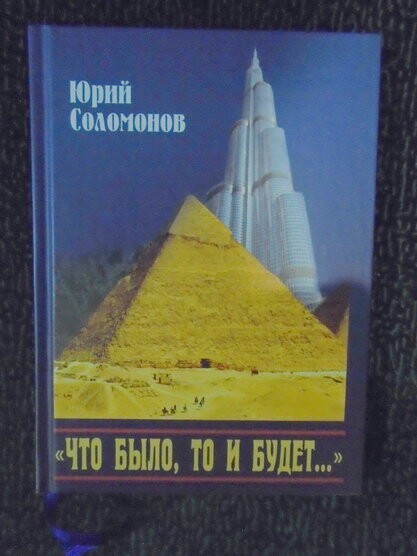 Юрий
Соломонов
«Что было, то и будет...»